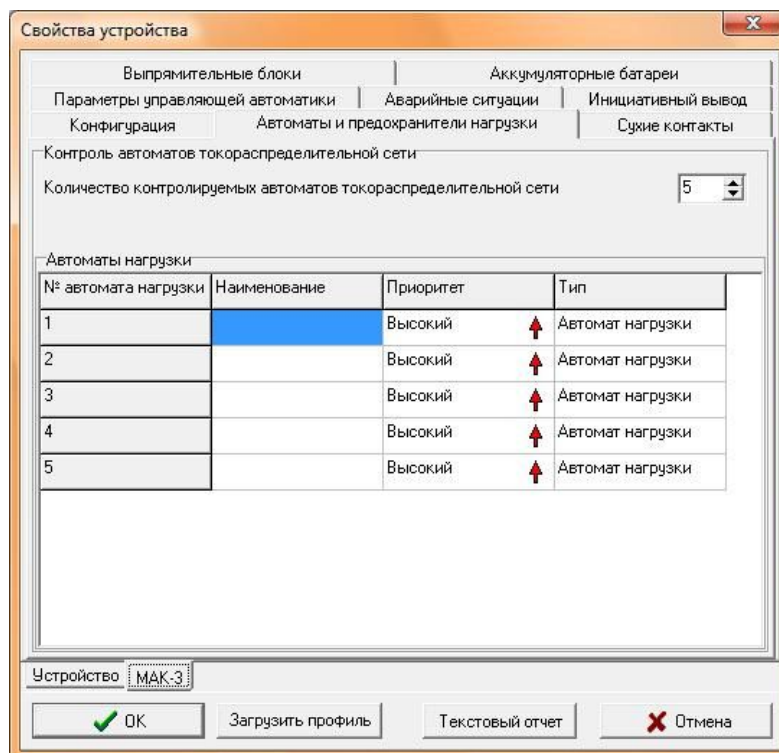 Свойства устройства
Выпрямительные блоки Аккумуляторные батареи
Параметры управляющей автоматики Аварийные ситуации Инициативный вывод
Конфигурация Автоматы и предохранители нагрузки Сухие контакты
Контроль автоматов токораспределительной сети
Количество контролируемых автоматов токораспределительной сети 5
Автоматы нагрузки
№ автомата нагрузки Наименование Приоритет Тип
1 Высокий Автомат нагрузки
2 Высокий Автомат нагрузки
3 Высокий Автомат нагрузки
4 Высокий Автомат нагрузки
5 Высокий Автомат нагрузки
Устройство МАК-3
OK Загрузить профиль Текстовый отчет Отмена